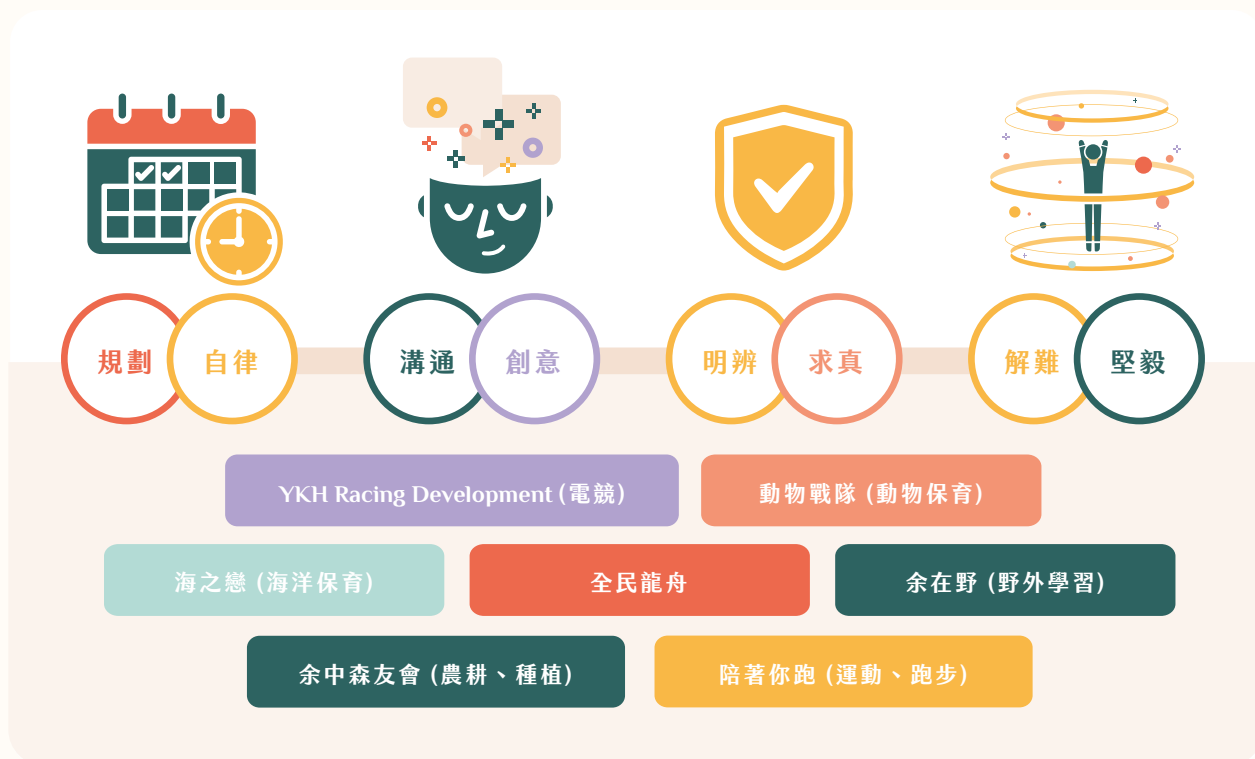 規劃 自律 溝通 創意 明辨 求真 解難 堅毅
YKH Racing Development (電競) 動物戰隊 (動物保育)
海之戀 (海洋保育) 全民龍舟 余在野 (野外學習)
余中森友會 (農耕、種植) 陪著你跑 (運動、跑步)